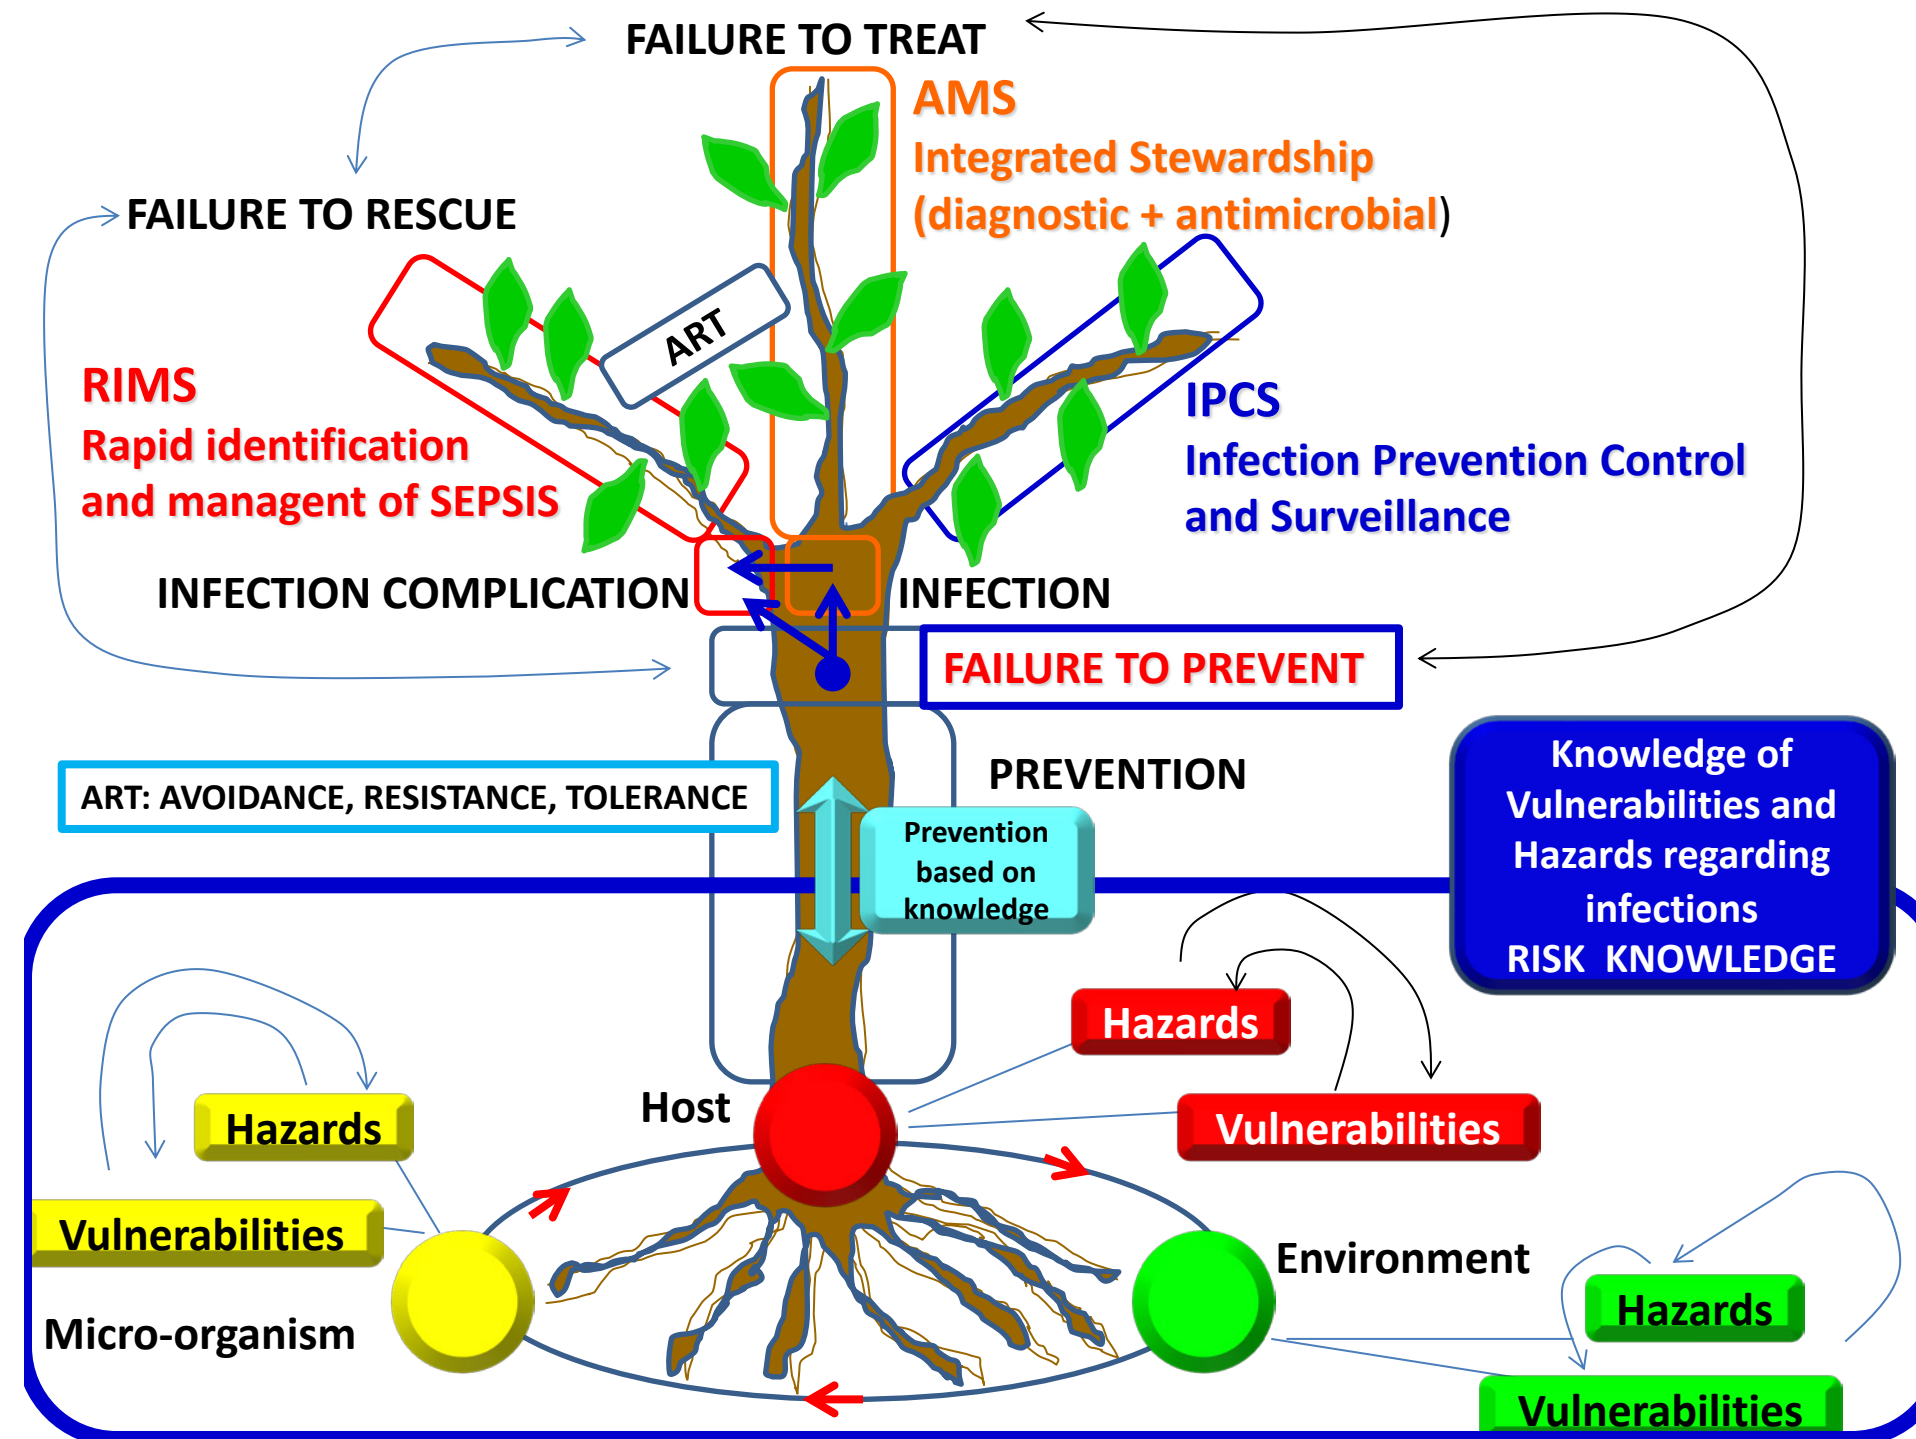 FAILURE TO TREAT
AMS
Integrated Stewardship
(diagnostic + antimicrobial)
FAILURE TO RESCUE
ART
RIMS
Rapid identification
and managent of SEPSIS
IPCS
Infection Prevention Control
and Surveillance
INFECTION COMPLICATION
INFECTION
FAILURE TO PREVENT
PREVENTION
ART: AVOIDANCE, RESISTANCE, TOLERANCE
Prevention
based on
knowledge
Knowledge of
Vulnerabilities and
Hazards regarding
infections
RISK KNOWLEDGE
Hazards
Vulnerabilities
Host
Hazards
Vulnerabilities
Micro-organism
Environment
Hazards
Vulnerabilities